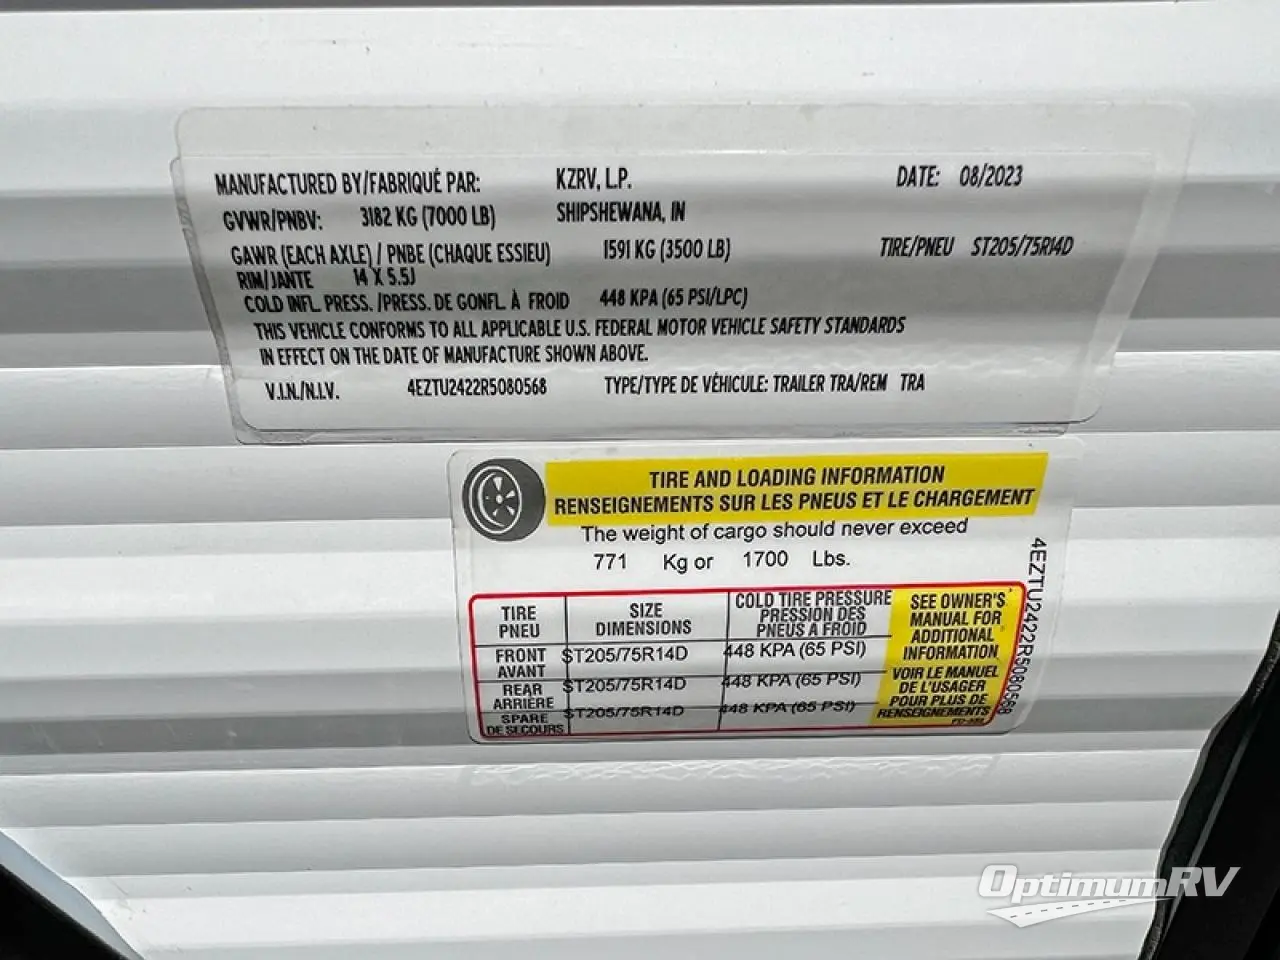 MANUFACTURED BY/FABRIQUÉ PAR: KZRV, L.P. DATE: 08/2023
GVWR/PNBV: 3182 KG (7000 LB) SHIPSHEWANA, IN
GAWR (EACH AXLE) / PNBE (CHAQUE ESSIEU) 1591 KG (3500 LB) TIRE/PNEU ST205/75R14D
RIM/JANTE 14 X 5.5J
COLD INFL. PRESS. /PRESS. DE GONFL. À FROID 448 KPA (65 PSI/LPC)
THIS VEHICLE CONFORMS TO ALL APPLICABLE U.S. FEDERAL MOTOR VEHICLE SAFETY STANDARDS
IN EFFECT ON THE DATE OF MANUFACTURE SHOWN ABOVE.
V.I.N./N.I.V. 4EZTU2422R5080568 TYPE/TYPE DE VÉHICULE: TRAILER TRA/REM TRA
TIRE AND LOADING INFORMATION
RENSEIGNEMENTS SUR LES PNEUS ET LE CHARGEMENT
The weight of cargo should never exceed
771 Kg or 1700 Lbs.
TIRE
PNEU
SIZE
DIMENSIONS
COLD TIRE PRESSURE
PRESSION DES
PNEUS A FROID
FRONT
AVANT
ST205/75R14D
448 KPA (65 PSI)
REAR
ARRIÈRE
ST205/75R14D
448 KPA (65 PSI)
SPARE
DE SECOURS
ST205/75R14D
448 KPA (65 PSI)
SEE OWNER'S
MANUAL FOR
ADDITIONAL
INFORMATION
VOIR LE MANUEL
DE L'USAGER
POUR PLUS DE
RENSEIGNEMENTS
4EZTU2422R5080568
OptimumRV